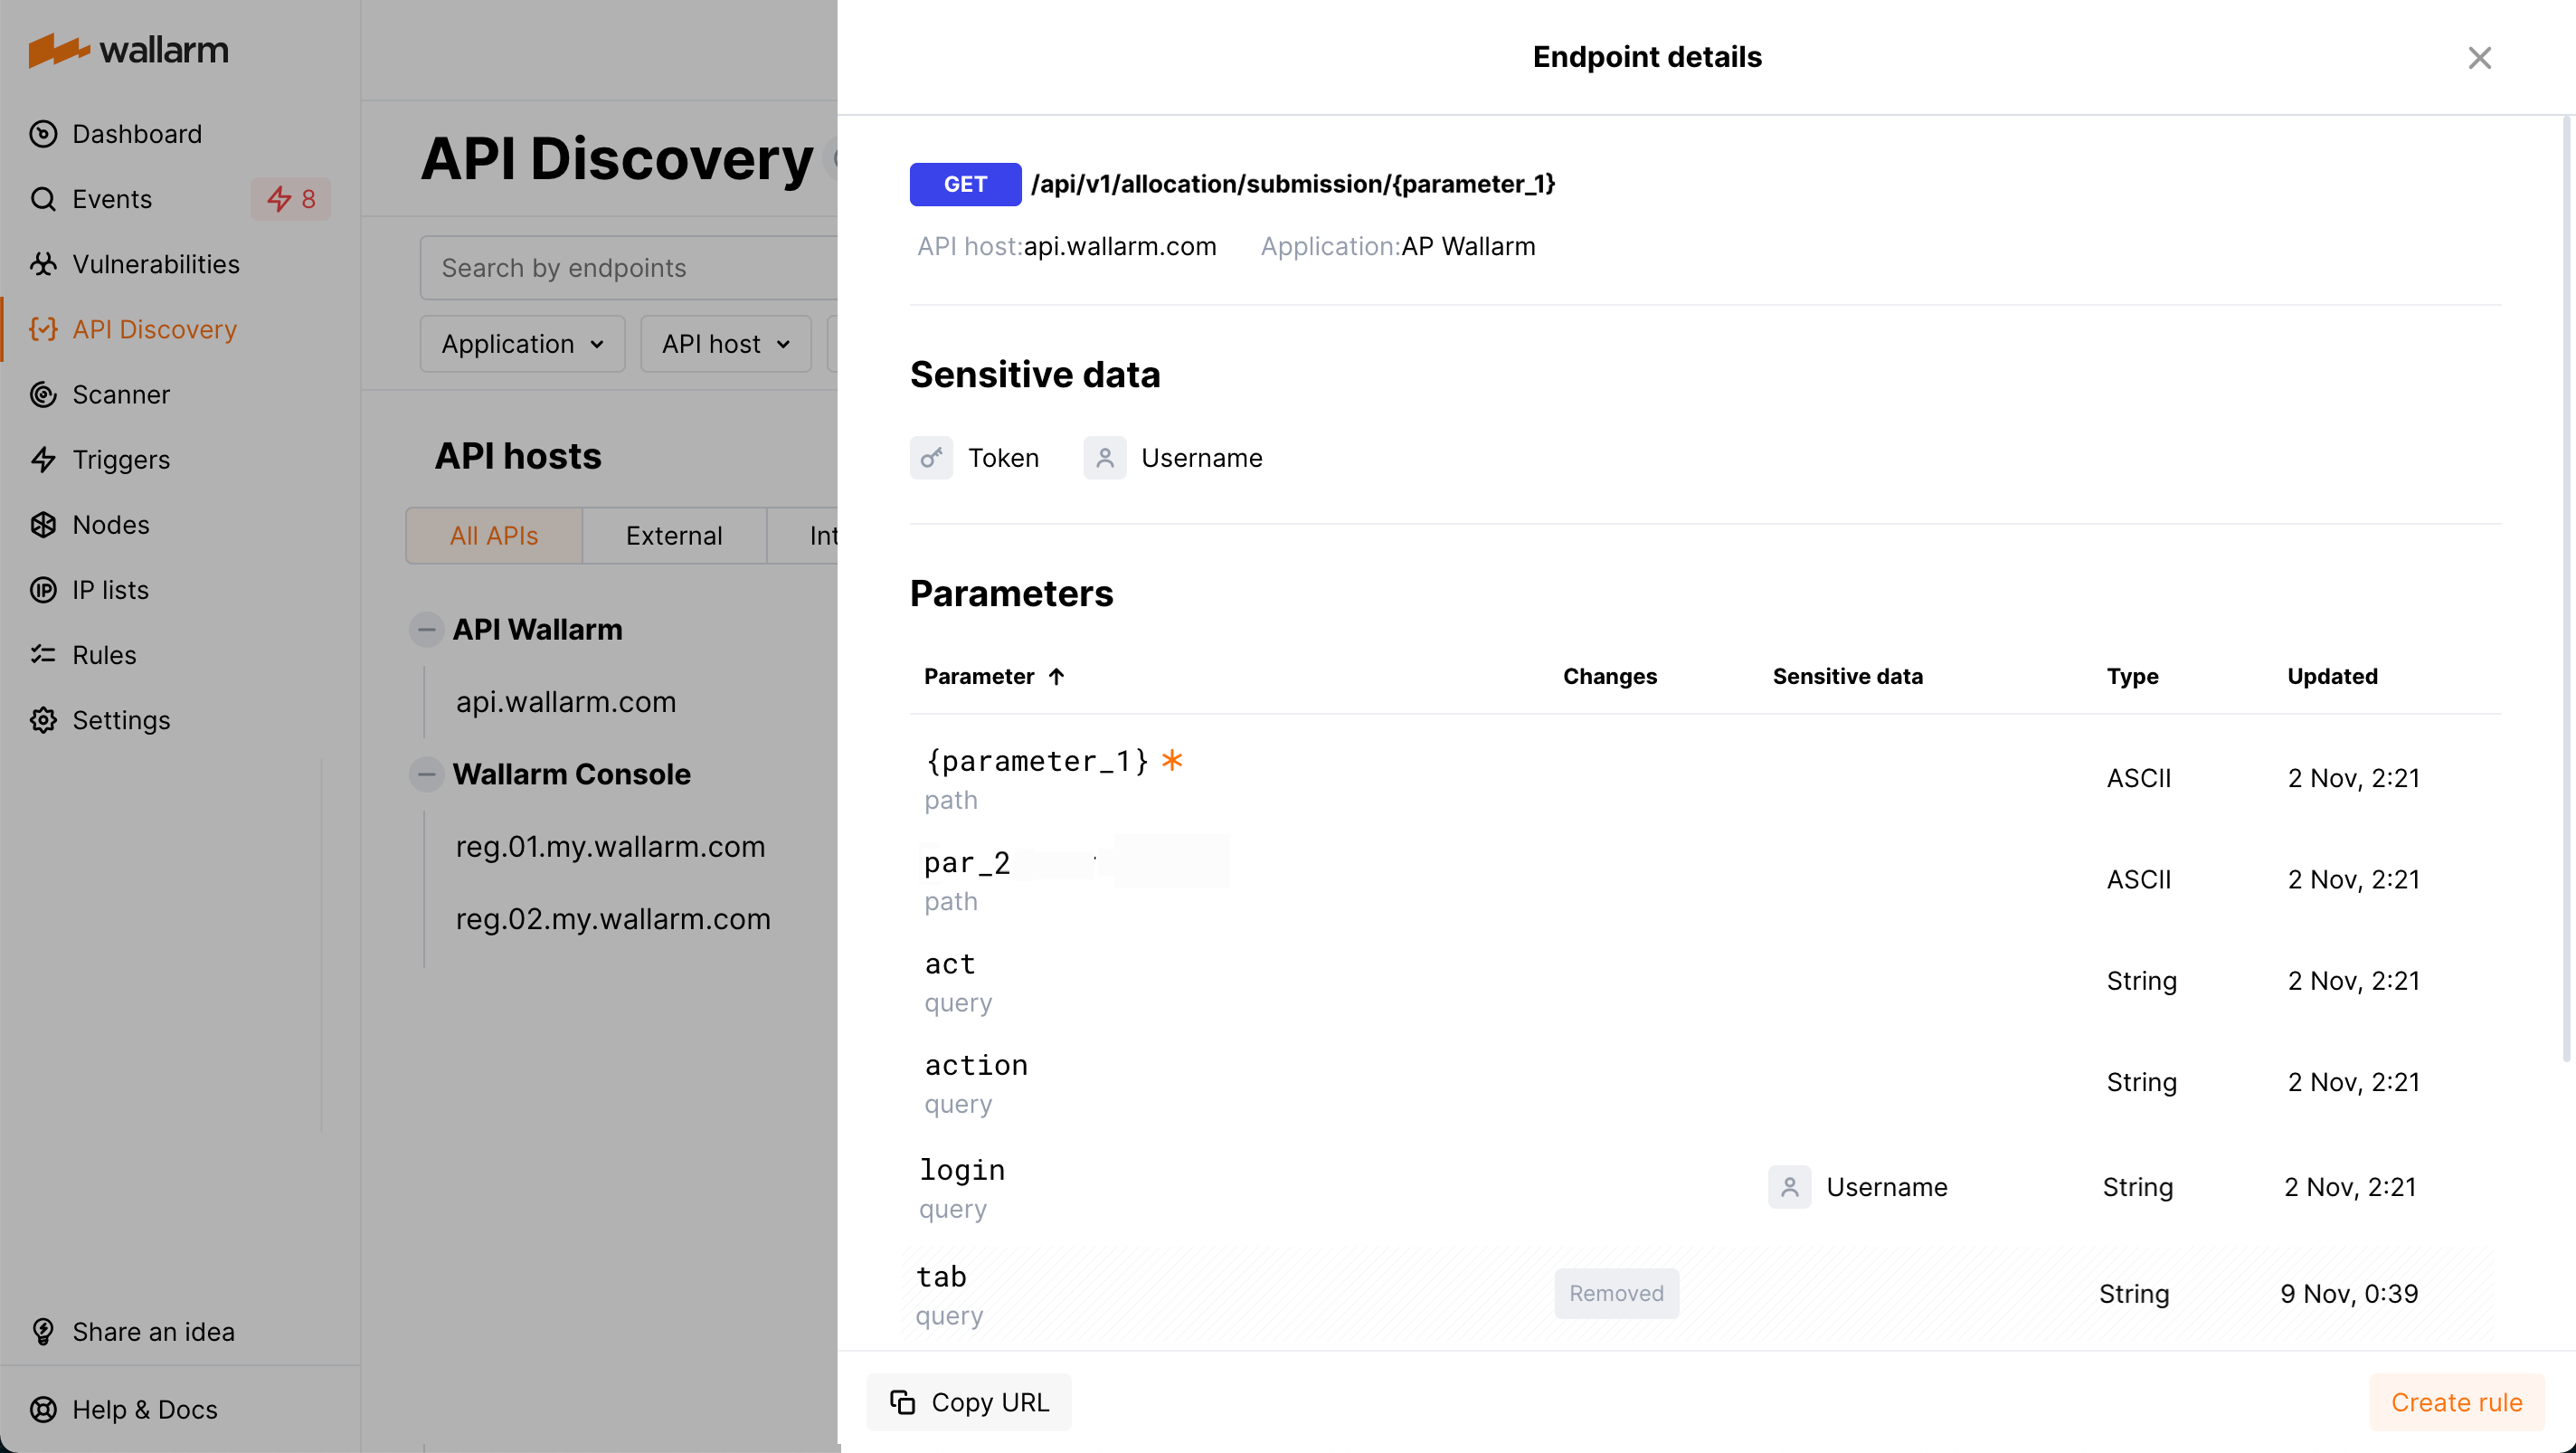 wallarm
Dashboard
Events 8
Vulnerabilities
API Discovery
Scanner
Triggers
Nodes
IP lists
Rules
Settings
Share an idea
Help & Docs
API Discovery
Search by endpoints
Application API host
API hosts
All APIs External Int
API Wallarm
api.wallarm.com
Wallarm Console
reg.01.my.wallarm.com
reg.02.my.wallarm.com
Endpoint details
GET /api/v1/allocation/submission/{parameter_1}
API host:api.wallarm.com Application:AP Wallarm
Sensitive data
Token Username
Parameters
Parameter ↑ Changes Sensitive data Type Updated
{parameter_1} * ASCII 2 Nov, 2:21
path
par_2 ASCII 2 Nov, 2:21
path
act String 2 Nov, 2:21
query
action String 2 Nov, 2:21
query
login Username String 2 Nov, 2:21
query
tab Removed String 9 Nov, 0:39
query
Copy URL Create rule